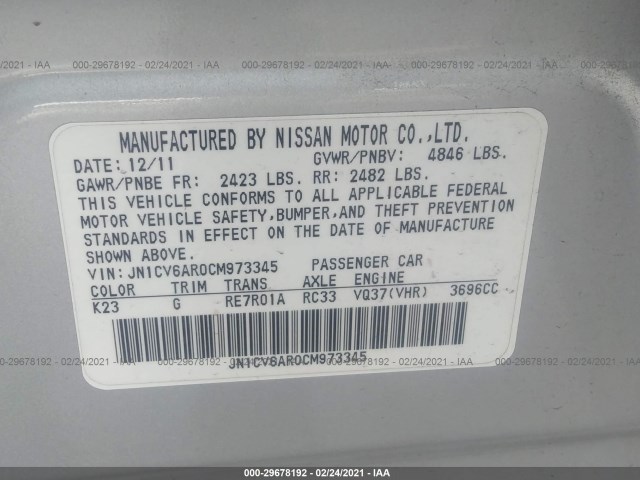 000-29678192 - 02/24/2021 - IAA
000-29678192 - 02/24/2021 - IAA
000-29678192 - 02/24/2021 - IAA
MANUFACTURED BY NISSAN MOTOR CO.,LTD.
DATE: 12/11 GVWR/PNBV: 4846 LBS.
GAWR/PNBE FR: 2423 LBS. RR: 2482 LBS.
THIS VEHICLE CONFORMS TO ALL APPLICABLE FEDERAL
MOTOR VEHICLE SAFETY,BUMPER,AND THEFT PREVENTION
STANDARDS IN EFFECT ON THE DATE OF MANUFACTURE
SHOWN ABOVE.
VIN: JN1CV6AR0CM973345 PASSENGER CAR
COLOR TRIM TRANS AXLE ENGINE
K23 G RE7R01A RC33 VQ37(VHR) 3696CC
JN1CV6AR0CM973345
000-29678192 - 02/24/2021 - IAA
000-29678192 - 02/24/2021 - IAA
000-29678192 - 02/24/2021 - IAA
000-29678192 - 02/24/2021 - IAA